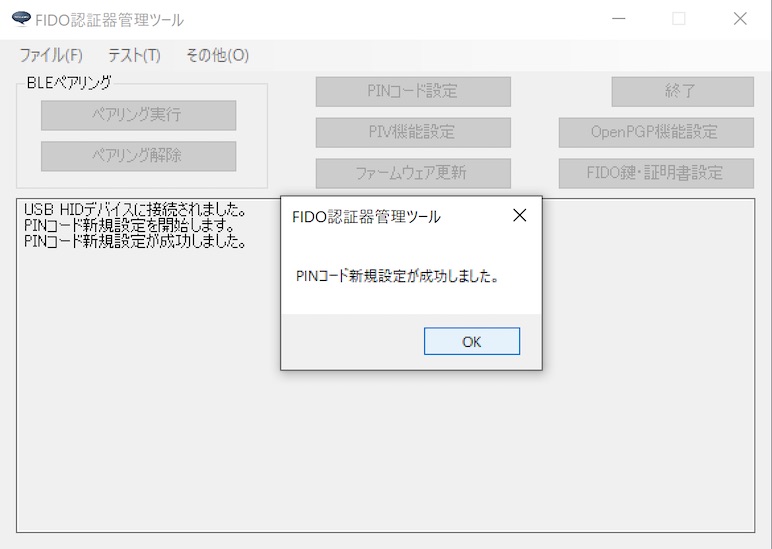 FIDO認証器管理ツール
ファイル(F) テスト(T) その他(O)
BLEペアリング
ペアリング実行
ペアリング解除
PINコード設定
終了
PIV機能設定
OpenPGP機能設定
ファームウェア更新
FIDO鍵・証明書設定
USB HIDデバイスに接続されました。
PINコード新規設定を開始します。
PINコード新規設定が成功しました。
FIDO認証器管理ツール
PINコード新規設定が成功しました。
OK